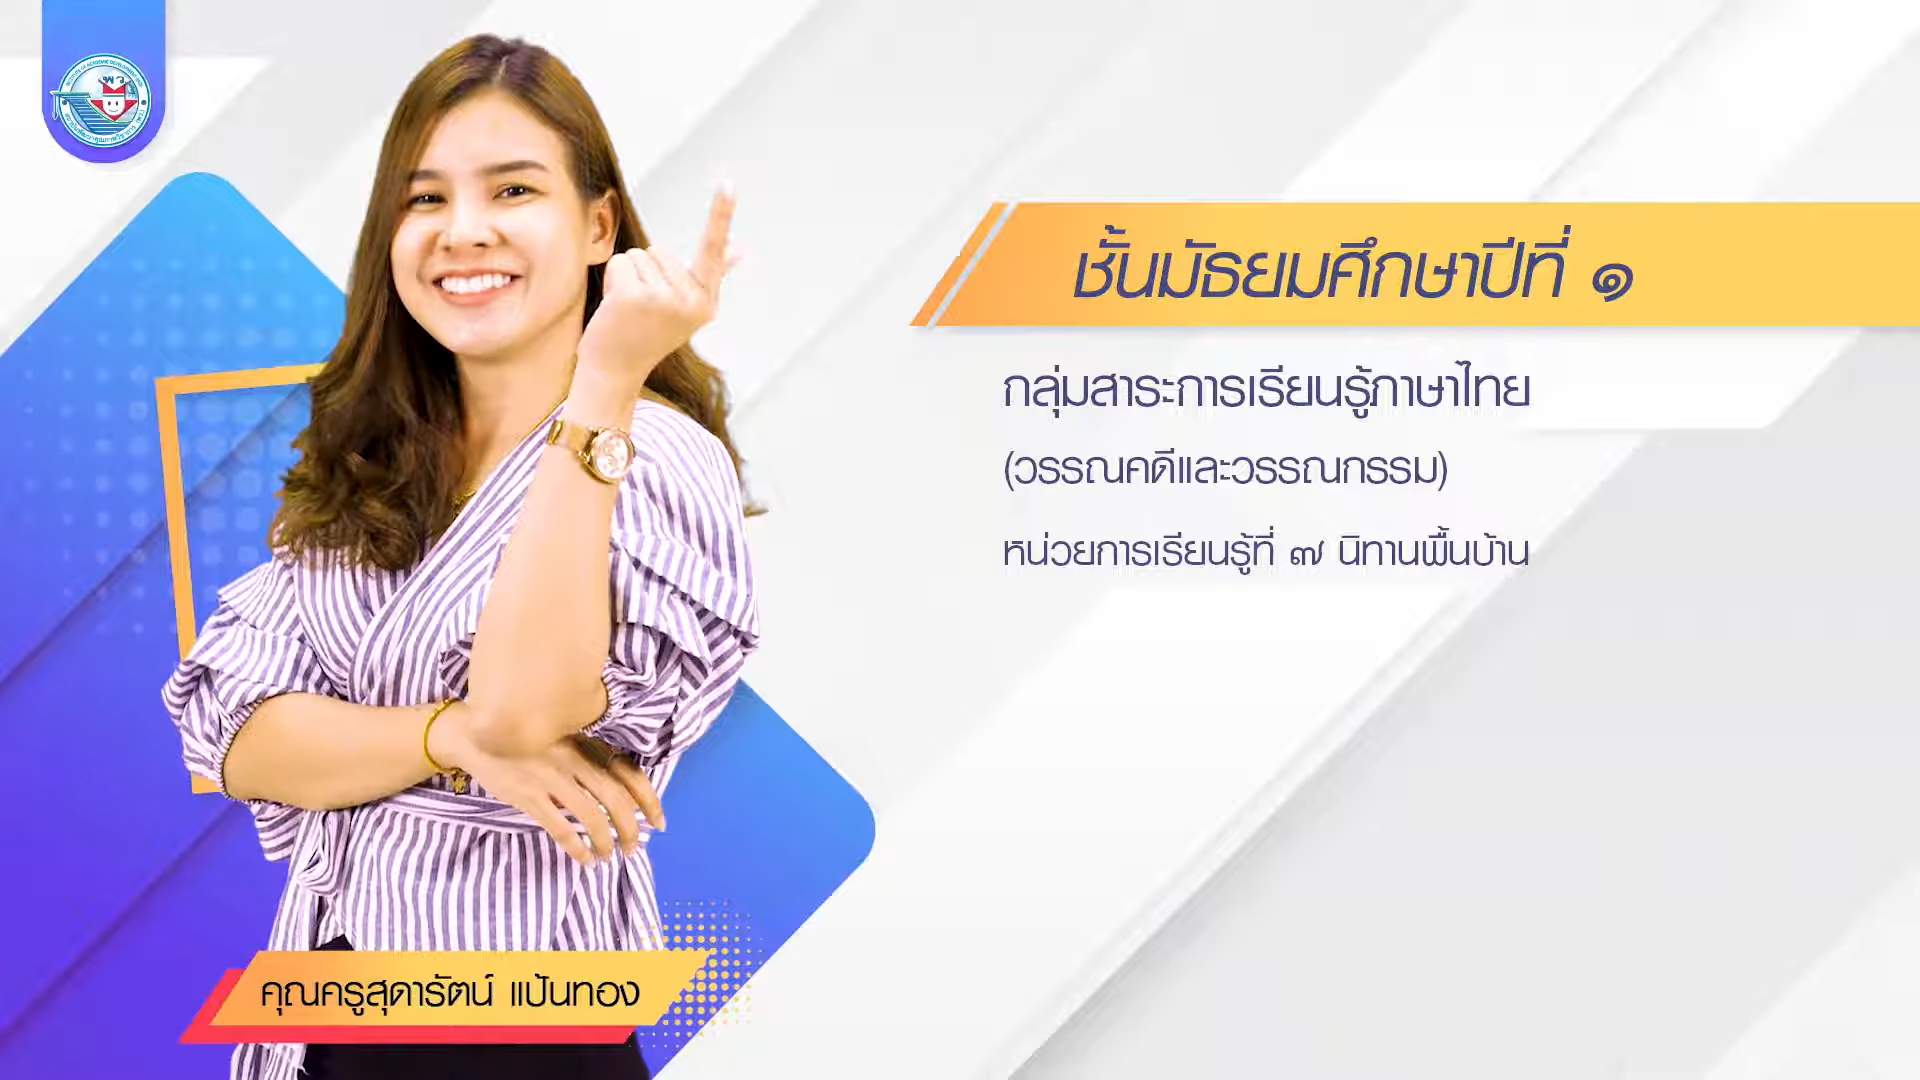 พว
ชั้นมัธยมศึกษาปีที่ ๑
กลุ่มสาระการเรียนรู้ภาษาไทย
(วรรณคดีและวรรณกรรม)
หน่วยการเรียนรู้ที่ ๗ นิทานพื้นบ้าน
คุณครูสุดารัตน์ แป้นทอง